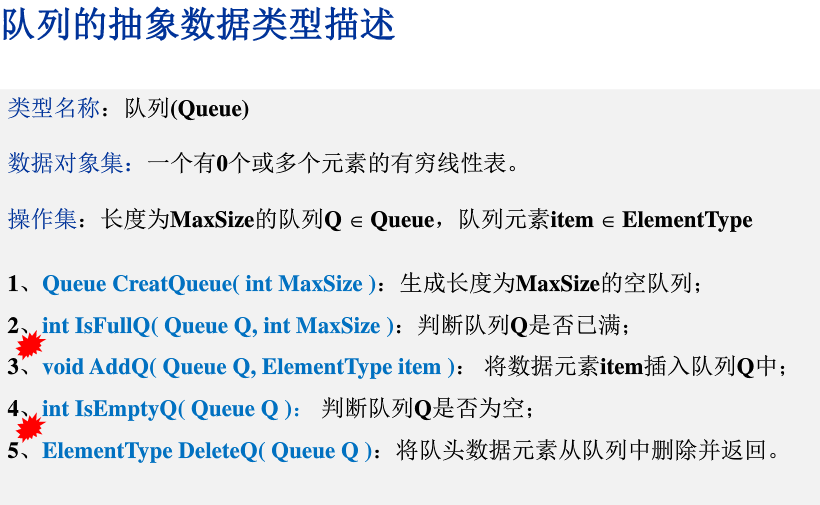 队列的抽象数据类型描述
类型名称：队列(Queue)
数据对象集：一个有0个或多个元素的有穷线性表。
操作集：长度为MaxSize的队列Q ∈ Queue，队列元素item ∈ ElementType
1、Queue CreatQueue( int MaxSize )：生成长度为MaxSize的空队列；
2、int IsFullQ( Queue Q, int MaxSize )：判断队列Q是否已满；
3、void AddQ( Queue Q, ElementType item )： 将数据元素item插入队列Q中；
4、int IsEmptyQ( Queue Q )： 判断队列Q是否为空；
5、ElementType DeleteQ( Queue Q )：将队头数据元素从队列中删除并返回。